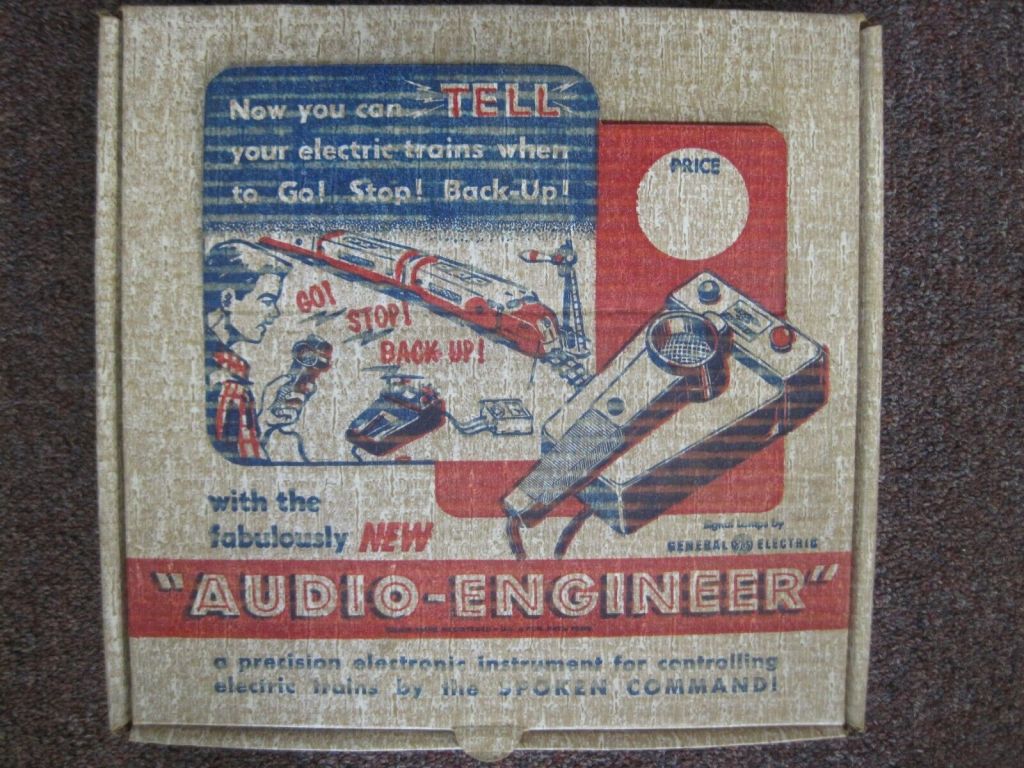 Now you can TELL
your electric trains when
to Go! Stop! Back-Up!
PRICE
GO!
STOP!
BACK UP!
with the
fabulously NEW
Signal Lamps by
GENERAL GE ELECTRIC
"AUDIO-ENGINEER"
a precision electronic instrument for controlling
electric trains by the SPOKEN COMMAND!